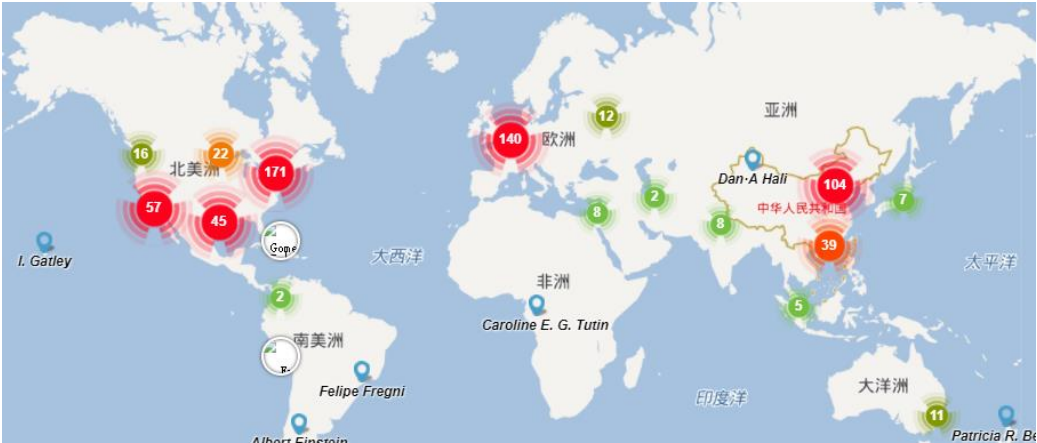 亚洲
140
12
欧洲
16
22
北美洲
171
Dan·A Hali
104
57
45
2
8
7
中华人民共和国
8
39
Gome
大西洋
I. Gatley
太平洋
非洲
2
5
Caroline E. G. Tutin
南美洲
Felipe Fregni
大洋洲
印度洋
11
Albert Einstein
Patricia R. Be